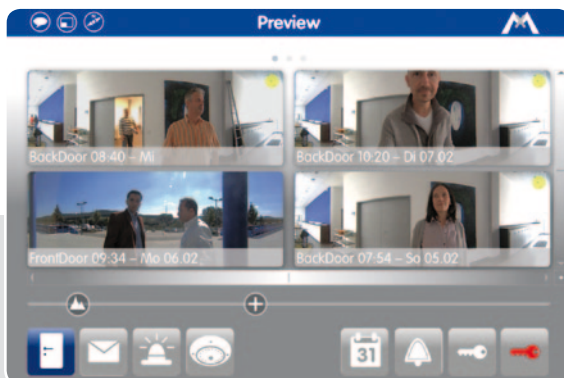 Preview
BackDoor 08:40 – Mi
BackDoor 10:20 – Di 07.02
FrontDoor 09:34 – Mo 06.02
BackDoor 07:54 – So 05.02
31